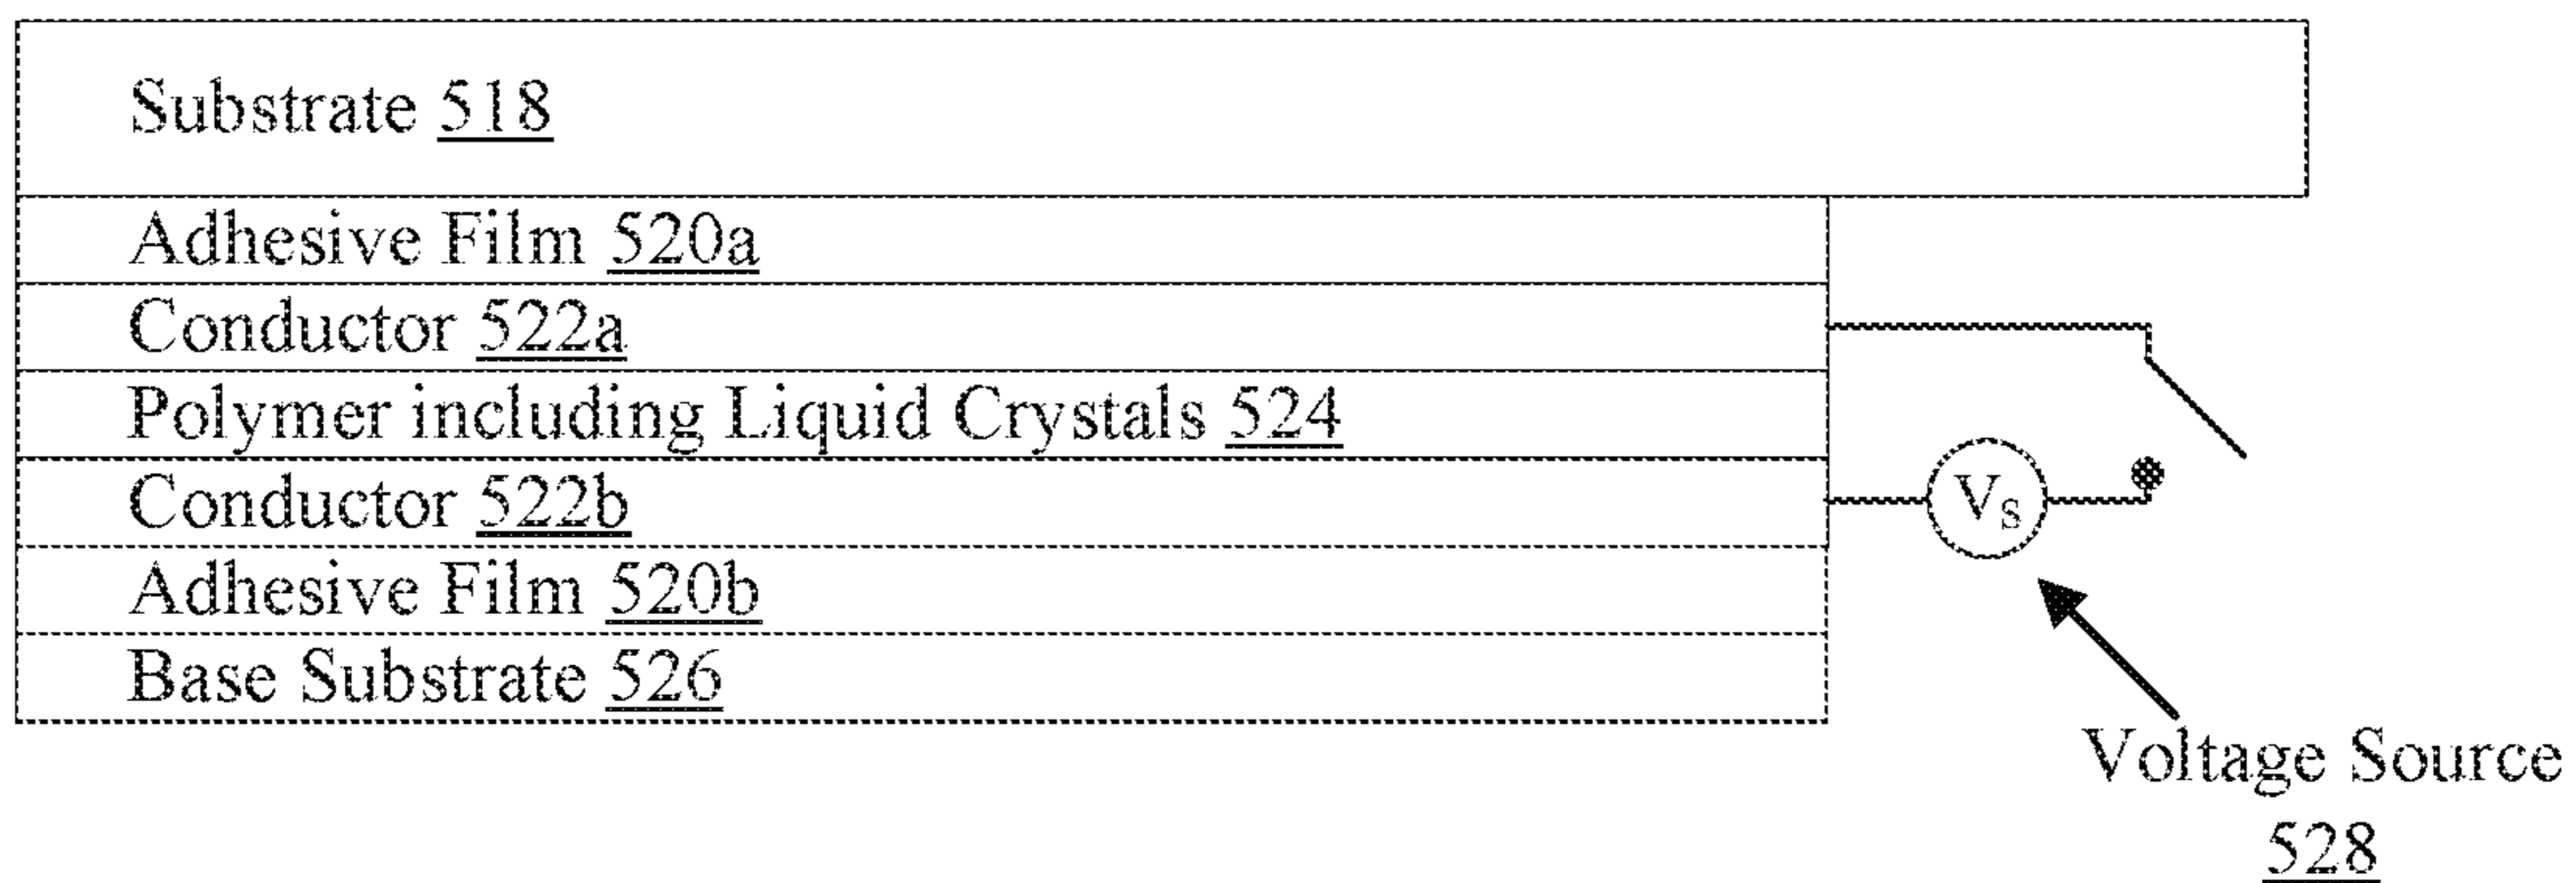 Substrate 518
Adhesive Film 520a
Conductor 522a
Polymer including Liquid Crystals 524
Conductor 522b
V_S
Adhesive Film 520b
Base Substrate 526
Voltage Source
528